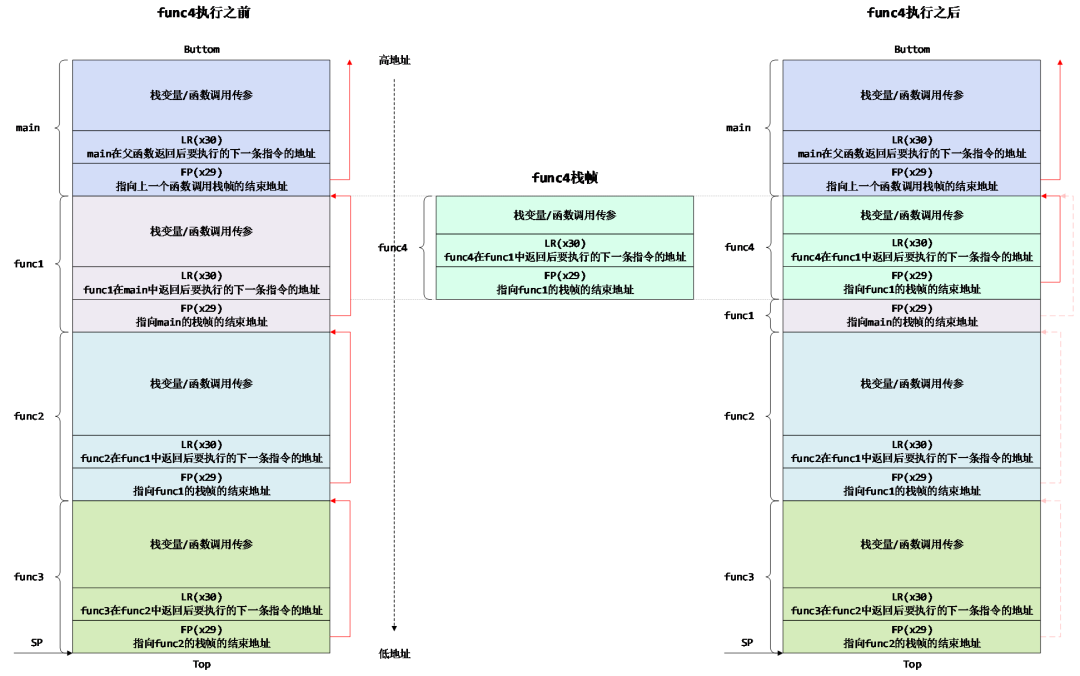 func4执行之前
Buttom
main
栈变量/函数调用传参
LR(x30)
main在父函数返回后要执行的下一条指令的地址
FP(x29)
指向上一个函数调用栈帧的结束地址
func1
栈变量/函数调用传参
LR(x30)
func1在main中返回后要执行的下一条指令的地址
FP(x29)
指向main的栈帧的结束地址
func2
栈变量/函数调用传参
LR(x30)
func2在func1中返回后要执行的下一条指令的地址
FP(x29)
指向func1的栈帧的结束地址
func3
栈变量/函数调用传参
LR(x30)
func3在func2中返回后要执行的下一条指令的地址
FP(x29)
指向func2的栈帧的结束地址
SP
Top
高地址
低地址
func4栈帧
func4
栈变量/函数调用传参
LR(x30)
func4在func1中返回后要执行的下一条指令的地址
FP(x29)
指向func1的栈帧的结束地址
func4执行之后
Buttom
main
栈变量/函数调用传参
LR(x30)
main在父函数返回后要执行的下一条指令的地址
FP(x29)
指向上一个函数调用栈帧的结束地址
func4
栈变量/函数调用传参
LR(x30)
func4在func1中返回后要执行的下一条指令的地址
FP(x29)
指向func1的栈帧的结束地址
func1
FP(x29)
指向main的栈帧的结束地址
func2
栈变量/函数调用传参
LR(x30)
func2在func1中返回后要执行的下一条指令的地址
FP(x29)
指向func1的栈帧的结束地址
func3
栈变量/函数调用传参
LR(x30)
func3在func2中返回后要执行的下一条指令的地址
FP(x29)
指向func2的栈帧的结束地址
SP
Top